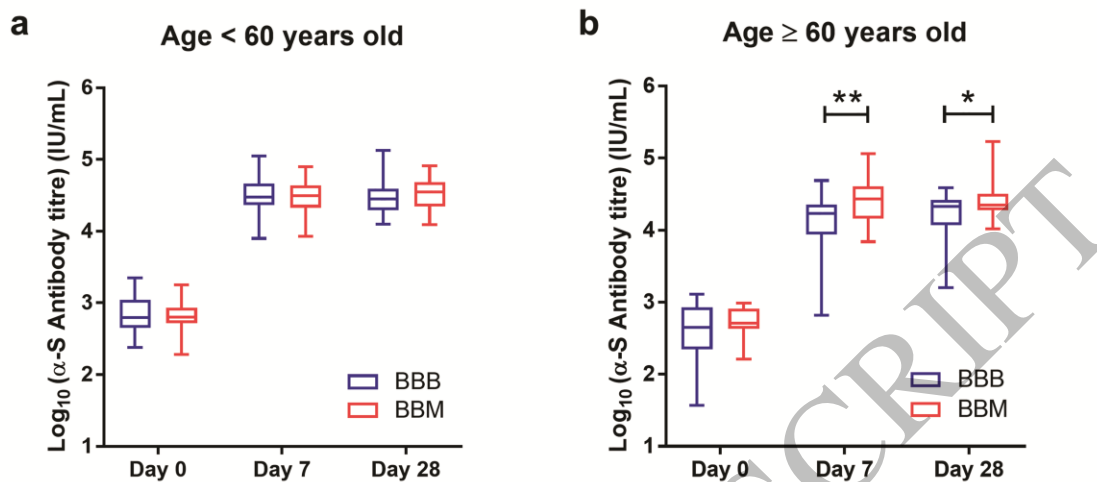 a
Age < 60 years old
Log10 (α-S Antibody titre) (IU/mL)
6
5
4
3
2
1
BBB
BBM
Day 0 Day 7 Day 28
b
Age ≥ 60 years old
Log10 (α-S Antibody titre) (IU/mL)
6
5
4
3
2
1
** *
BBB
BBM
Day 0 Day 7 Day 28
SCRIPT